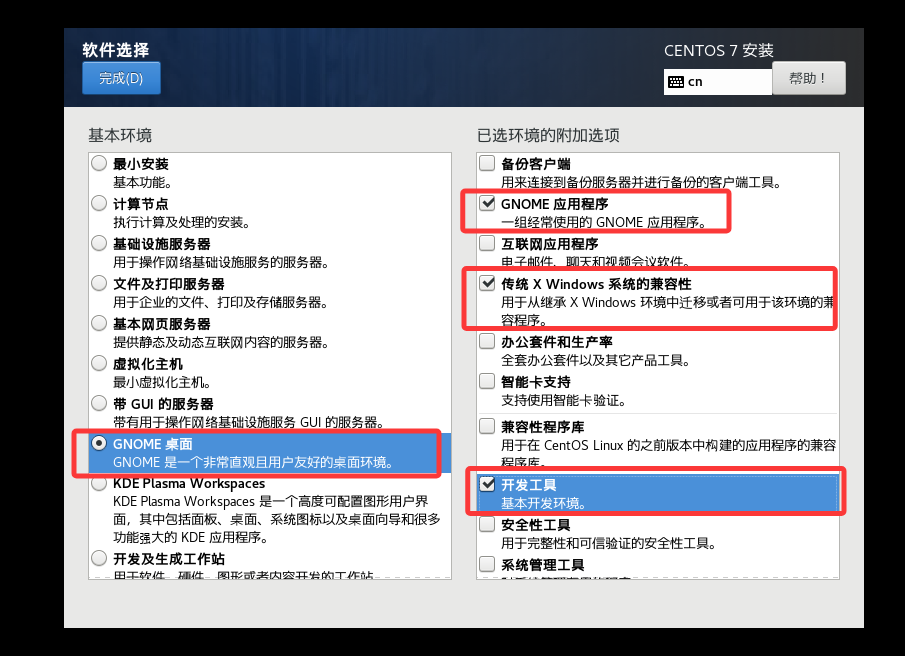 软件选择
完成(D)
CENTOS 7 安装
cn
帮助！
基本环境
最小安装
基本功能。
计算节点
执行计算及处理的安装。
基础设施服务器
用于操作网络基础设施服务的服务器。
文件及打印服务器
用于企业的文件、打印及存储服务器。
基本网页服务器
提供静态及动态互联网内容的服务器。
虚拟化主机
最小虚拟化主机。
带 GUI 的服务器
带有用于操作网络基础设施服务 GUI 的服务器。
GNOME 桌面
GNOME 是一个非常直观且用户友好的桌面环境。
KDE Plasma Workspaces
KDE Plasma Workspaces 是一个高度可配置图形用户界
面，其中包括面板、桌面、系统图标以及桌面向导和很多
功能强大的 KDE 应用程序。
开发及生成工作站
用于软件、硬件、图形或者内容开发的工作站。
已选环境的附加选项
备份客户端
用来连接到备份服务器并进行备份的客户端工具。
GNOME 应用程序
一组经常使用的 GNOME 应用程序。
互联网应用程序
电子邮件、聊天和视频会议软件。
传统 X Windows 系统的兼容性
用于从继承 X Windows 环境中迁移或者可用于该环境的兼
容程序。
办公套件和生产率
全套办公套件以及其它产品工具。
智能卡支持
支持使用智能卡验证。
兼容性程序库
用于在 CentOS Linux 的之前版本中构建的应用程序的兼容
程序库。
开发工具
基本开发环境。
安全性工具
用于完整性和可信验证的安全性工具。
系统管理工具